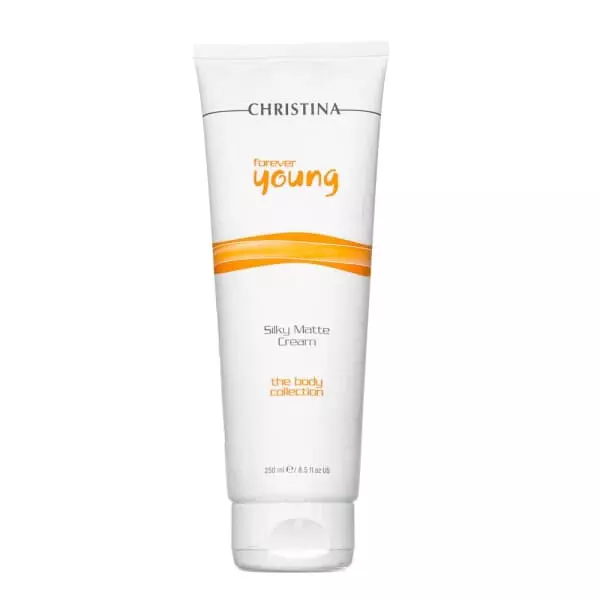 CHRISTINA
forever
young
Silky Matte
Cream
the body
collection
250 ml ℮ / 8.5 fl oz US